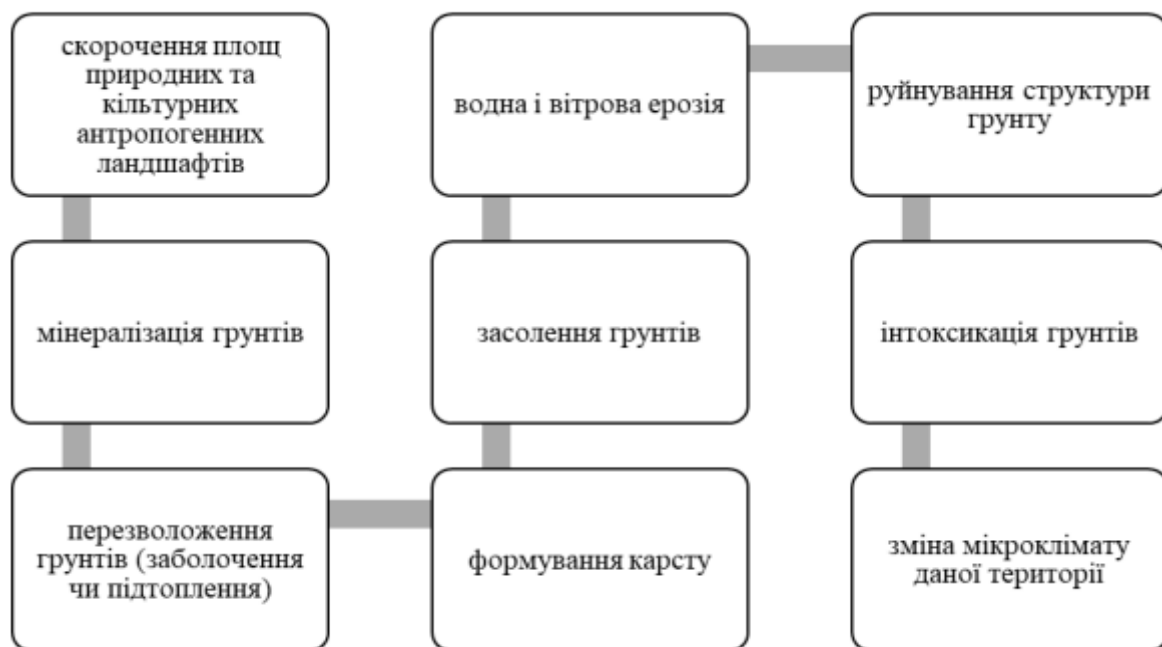 скорочення площ
природних та
кільтурних
антропогенних
ландшафтів
мінералізація грунтів
перезволоження
грунтів (заболочення
чи підтоплення)
формування карсту
засолення грунтів
водна і вітрова ерозія
руйнування структури
грунту
інтоксикація грунтів
зміна мікроклімату
даної території